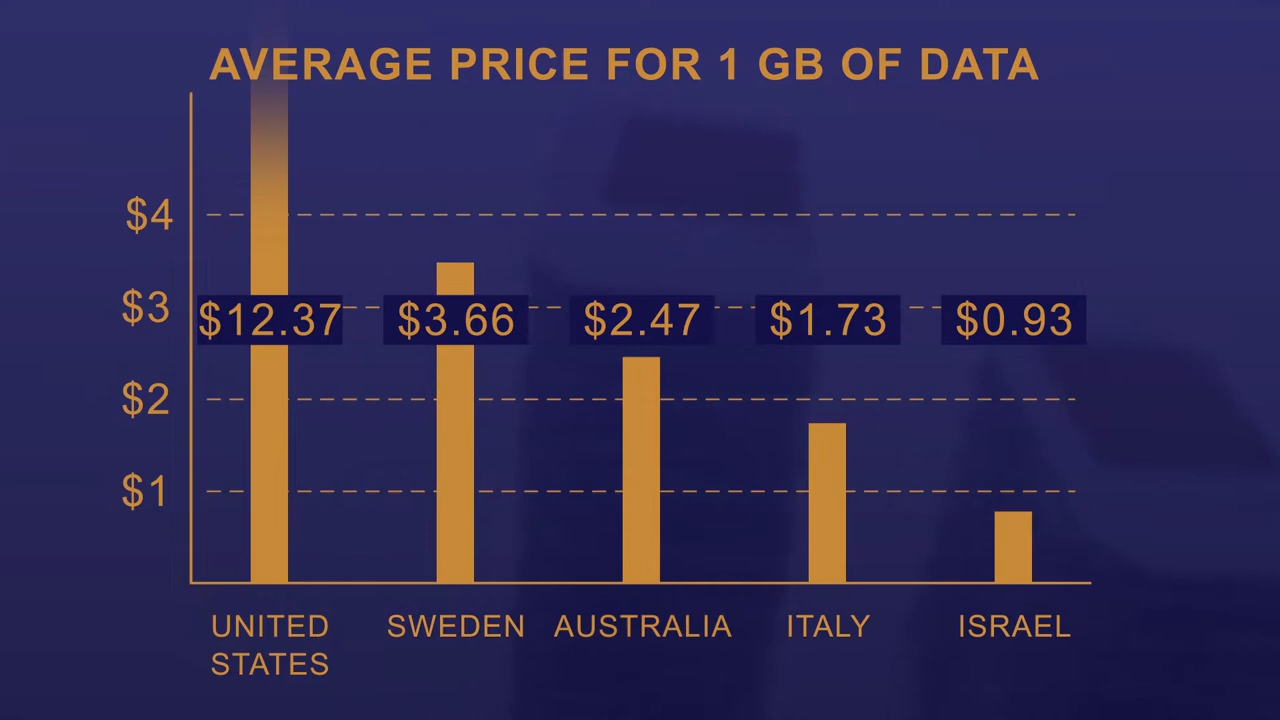 AVERAGE PRICE FOR 1 GB OF DATA
$4
$3
$2
$1
$12.37
$3.66
$2.47
$1.73
$0.93
UNITED
STATES
SWEDEN
AUSTRALIA
ITALY
ISRAEL